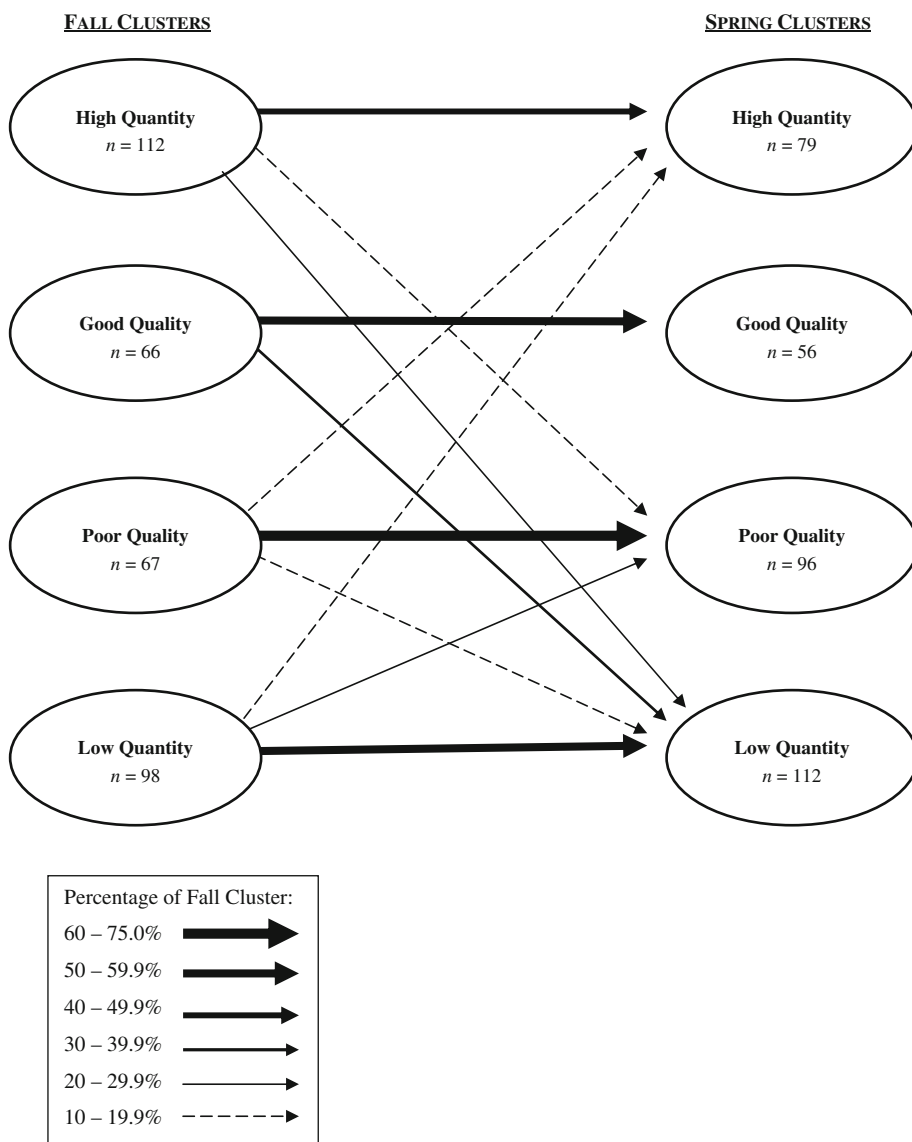 FALL CLUSTERS
SPRING CLUSTERS
High Quantity
n = 112
High Quantity
n = 79
Good Quality
n = 66
Good Quality
n = 56
Poor Quality
n = 67
Poor Quality
n = 96
Low Quantity
n = 98
Low Quantity
n = 112
Percentage of Fall Cluster:
60 – 75.0%
50 – 59.9%
40 – 49.9%
30 – 39.9%
20 – 29.9%
10 – 19.9%